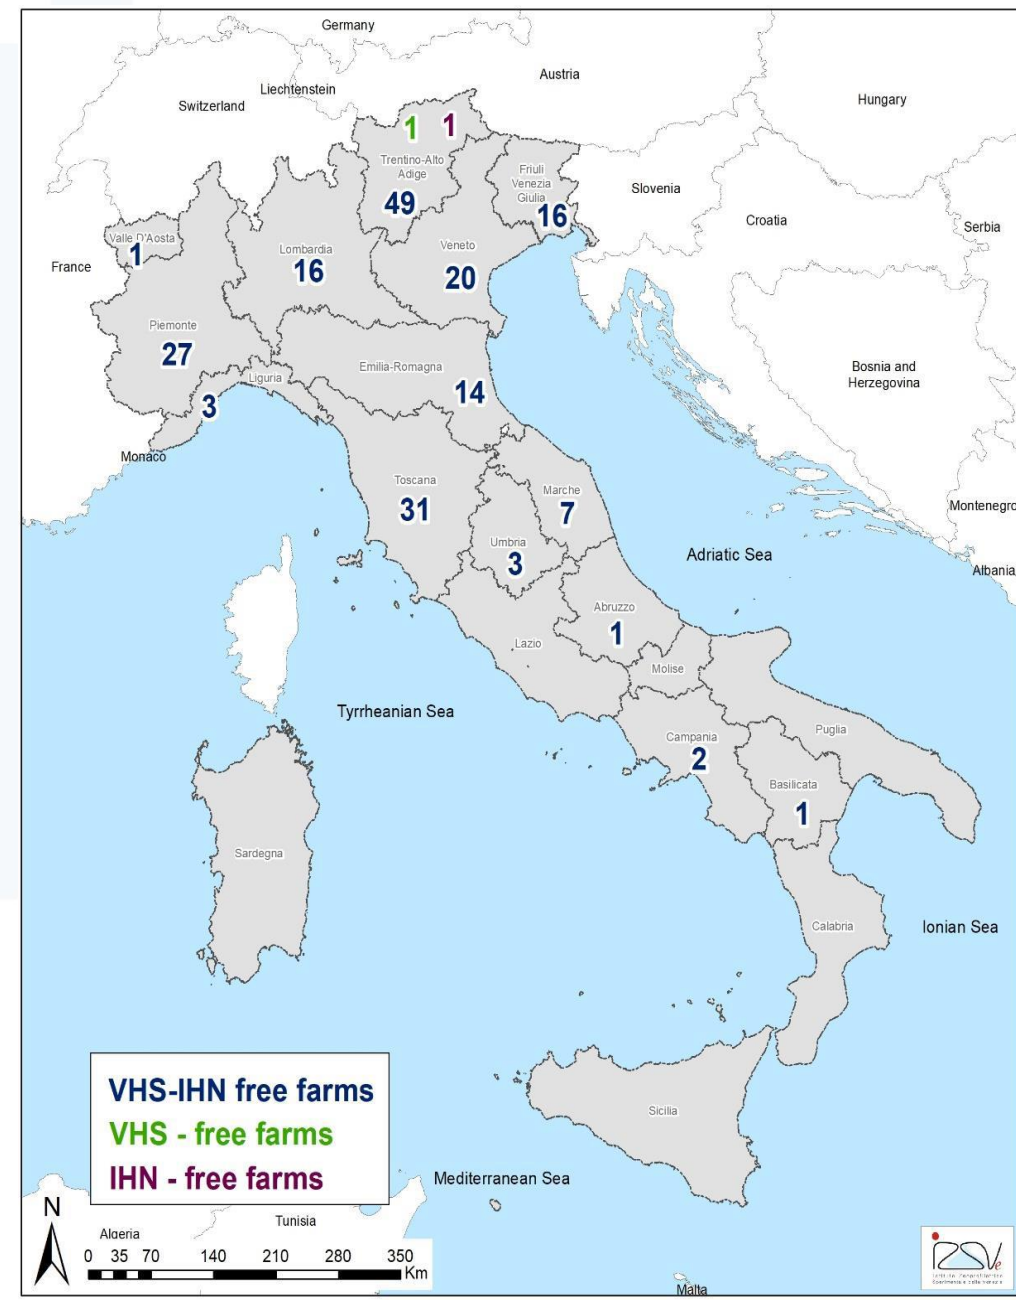 Germany
Austria
Liechtenstein
Switzerland
Hungary
1
1
Trentino-Alto
Adige
49
Friuli
Venezia
Giulia
16
Slovenia
Croatia
Serbia
Valle D'Aosta
1
France
Lombardia
16
Veneto
20
Piemonte
27
Emilia-Romagna
14
Bosnia and
Herzegovina
Liguria
3
Monaco
Toscana
31
Marche
7
Montenegro
Umbria
3
Adriatic Sea
Albania
Abruzzo
1
Lazio
Molise
Tyrrheanian Sea
Campania
2
Puglia
Basilicata
1
Sardegna
Calabria
Ionian Sea
VHS-IHN free farms
VHS - free farms
IHN - free farms
Sicilia
Mediterranean Sea
N
Tunisia
Algeria
0 35 70 140 210 280 350
Km
Malta
IZSVe